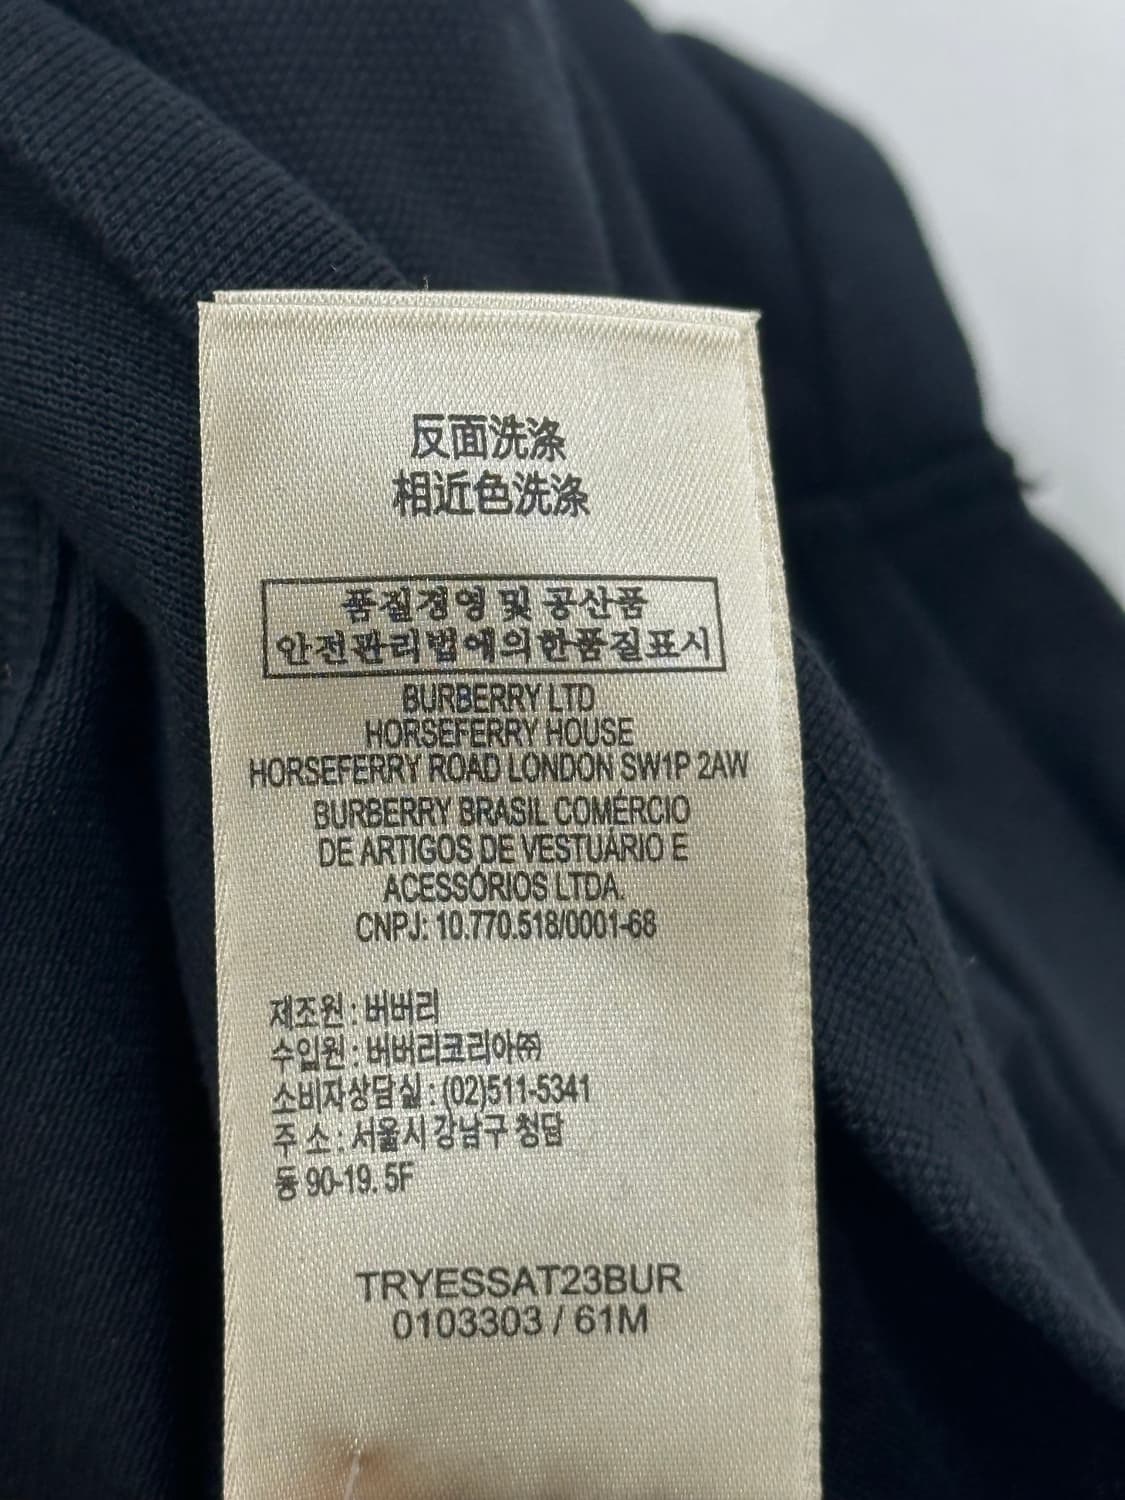 反面洗涤
相近色洗涤
품질경영 및 공산품
안전관리법에의한품질표시
BURBERRY LTD
HORSEFERRY HOUSE
HORSEFERRY ROAD LONDON SW1P 2AW
BURBERRY BRASIL COMÉRCIO
DE ARTIGOS DE VESTUÁRIO E
ACESSÓRIOS LTDA.
CNPJ: 10.770.518/0001-68
제조원 : 버버리
수입원 : 버버리코리아㈜
소비자상담실 : (02)511-5341
주 소 : 서울시 강남구 청담
동 90-19. 5F
TRYESSAT23BUR
0103303 / 61M